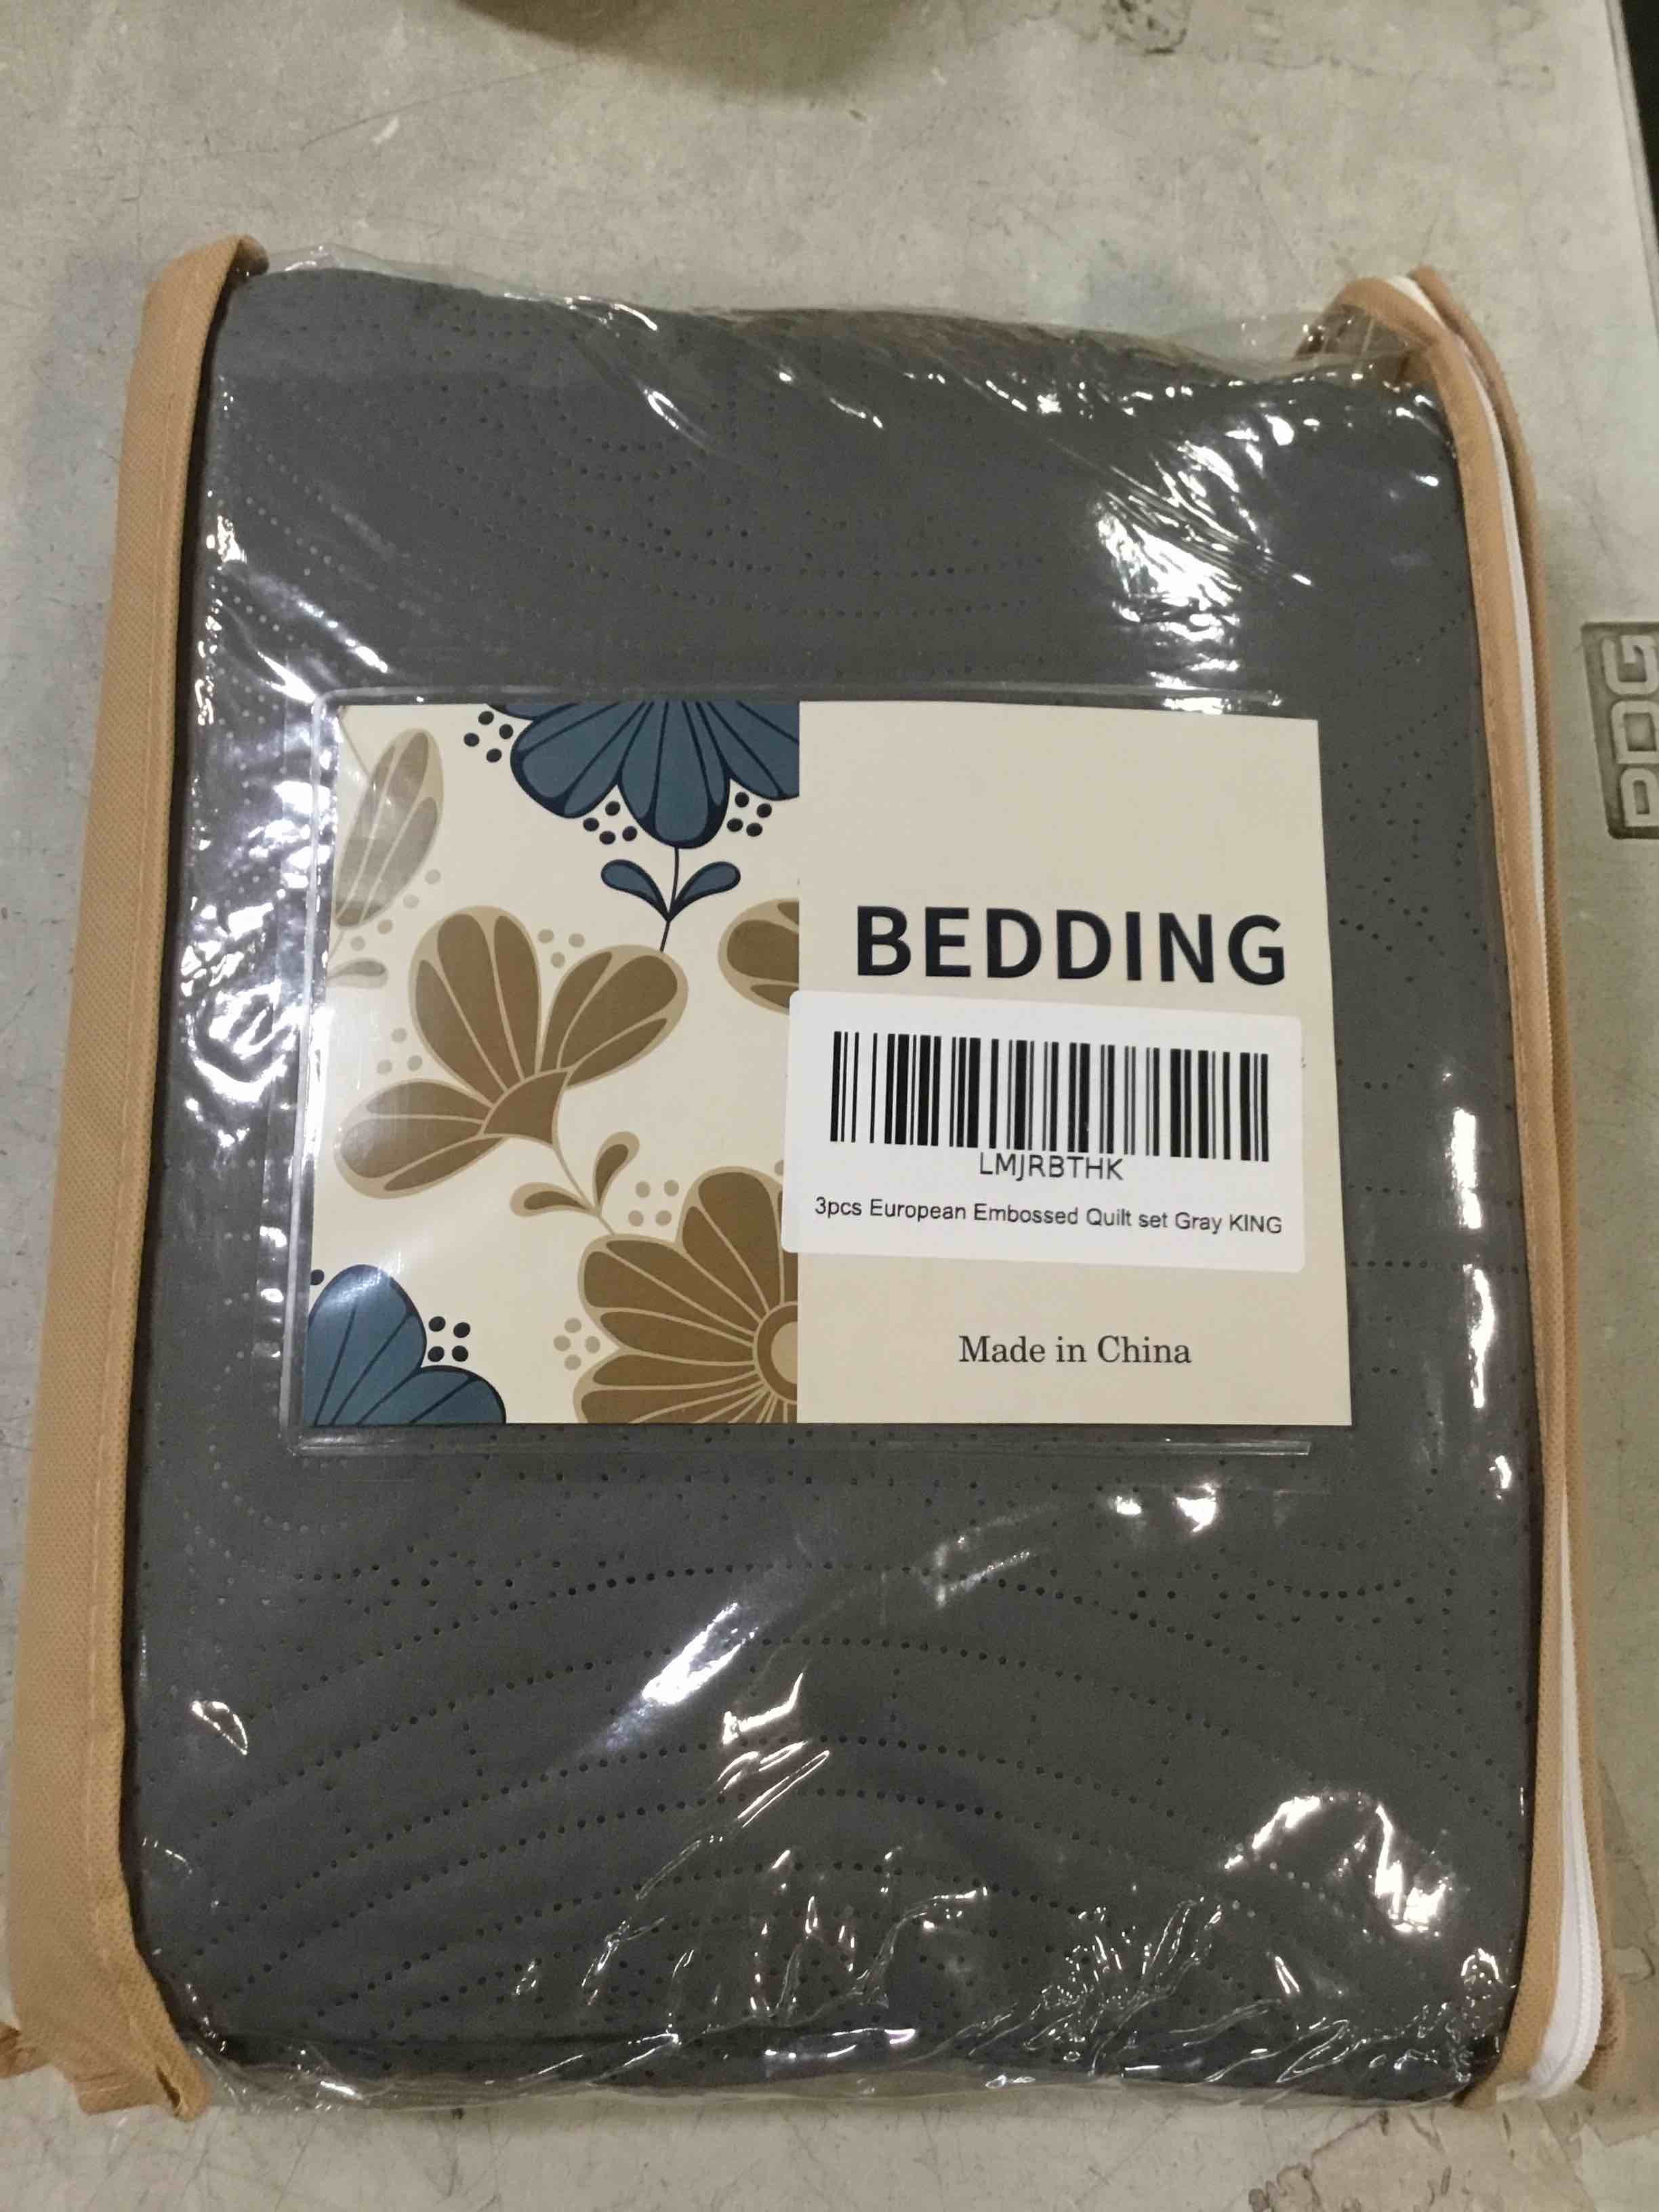 BEDDING
LMJRBTHK
3pcs European Embossed Quilt set Gray KING
Made in China